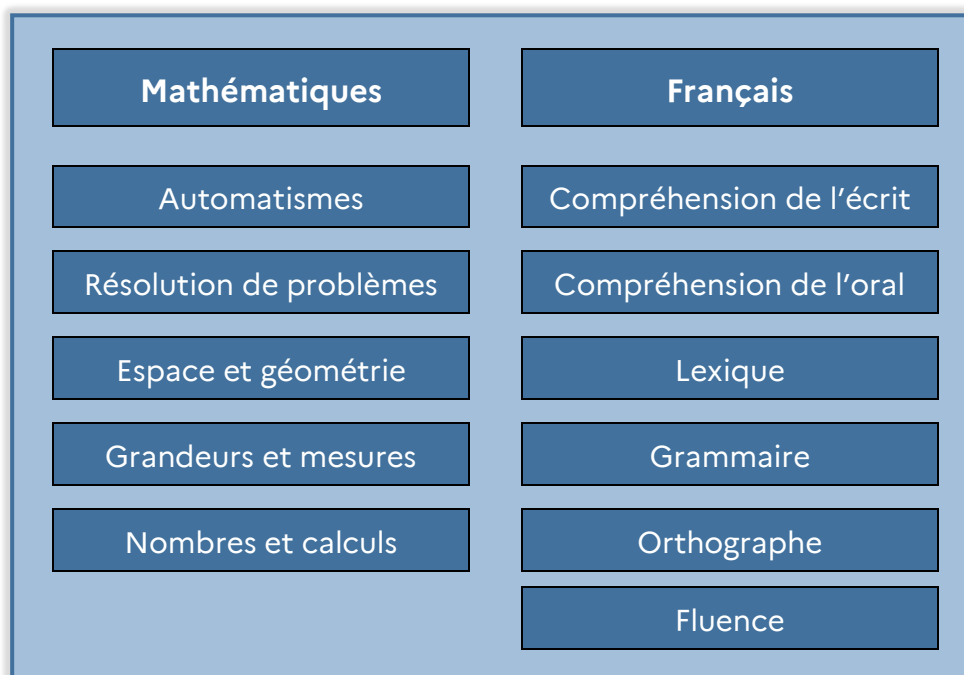 Mathématiques
Automatismes
Résolution de problèmes
Espace et géométrie
Grandeurs et mesures
Nombres et calculs
Français
Compréhension de l'écrit
Compréhension de l'oral
Lexique
Grammaire
Orthographe
Fluence